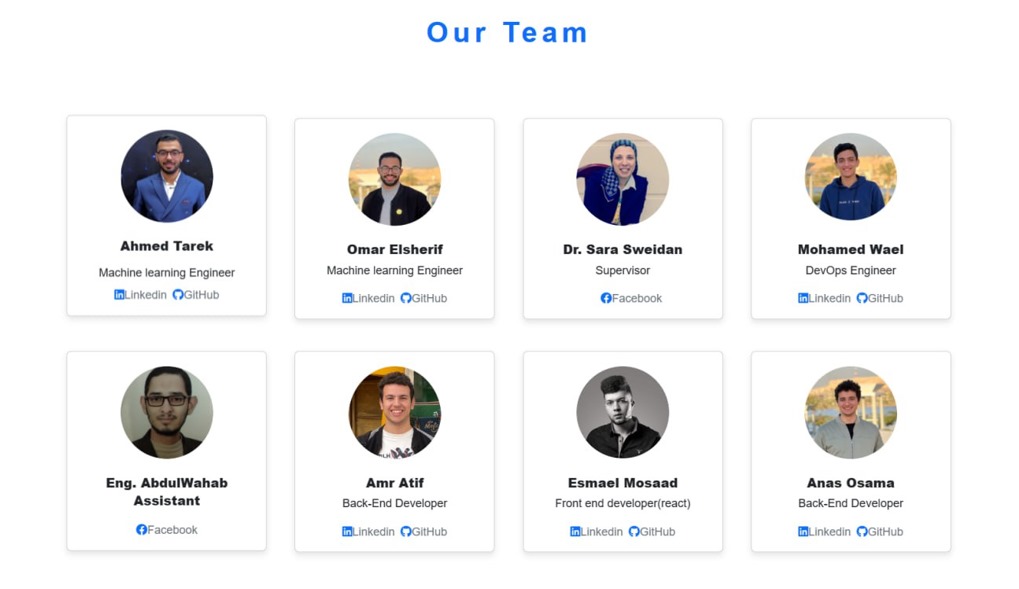 Our Team
Ahmed Tarek
Machine learning Engineer
Linkedin GitHub
Omar Elsherif
Machine learning Engineer
Linkedin GitHub
Dr. Sara Sweidan
Supervisor
Facebook
Mohamed Wael
DevOps Engineer
Linkedin GitHub
Eng. AbdulWahab
Assistant
Facebook
Amr Atif
Back-End Developer
Linkedin GitHub
Esmael Mosaad
Front end developer(react)
Linkedin GitHub
Anas Osama
Back-End Developer
Linkedin GitHub